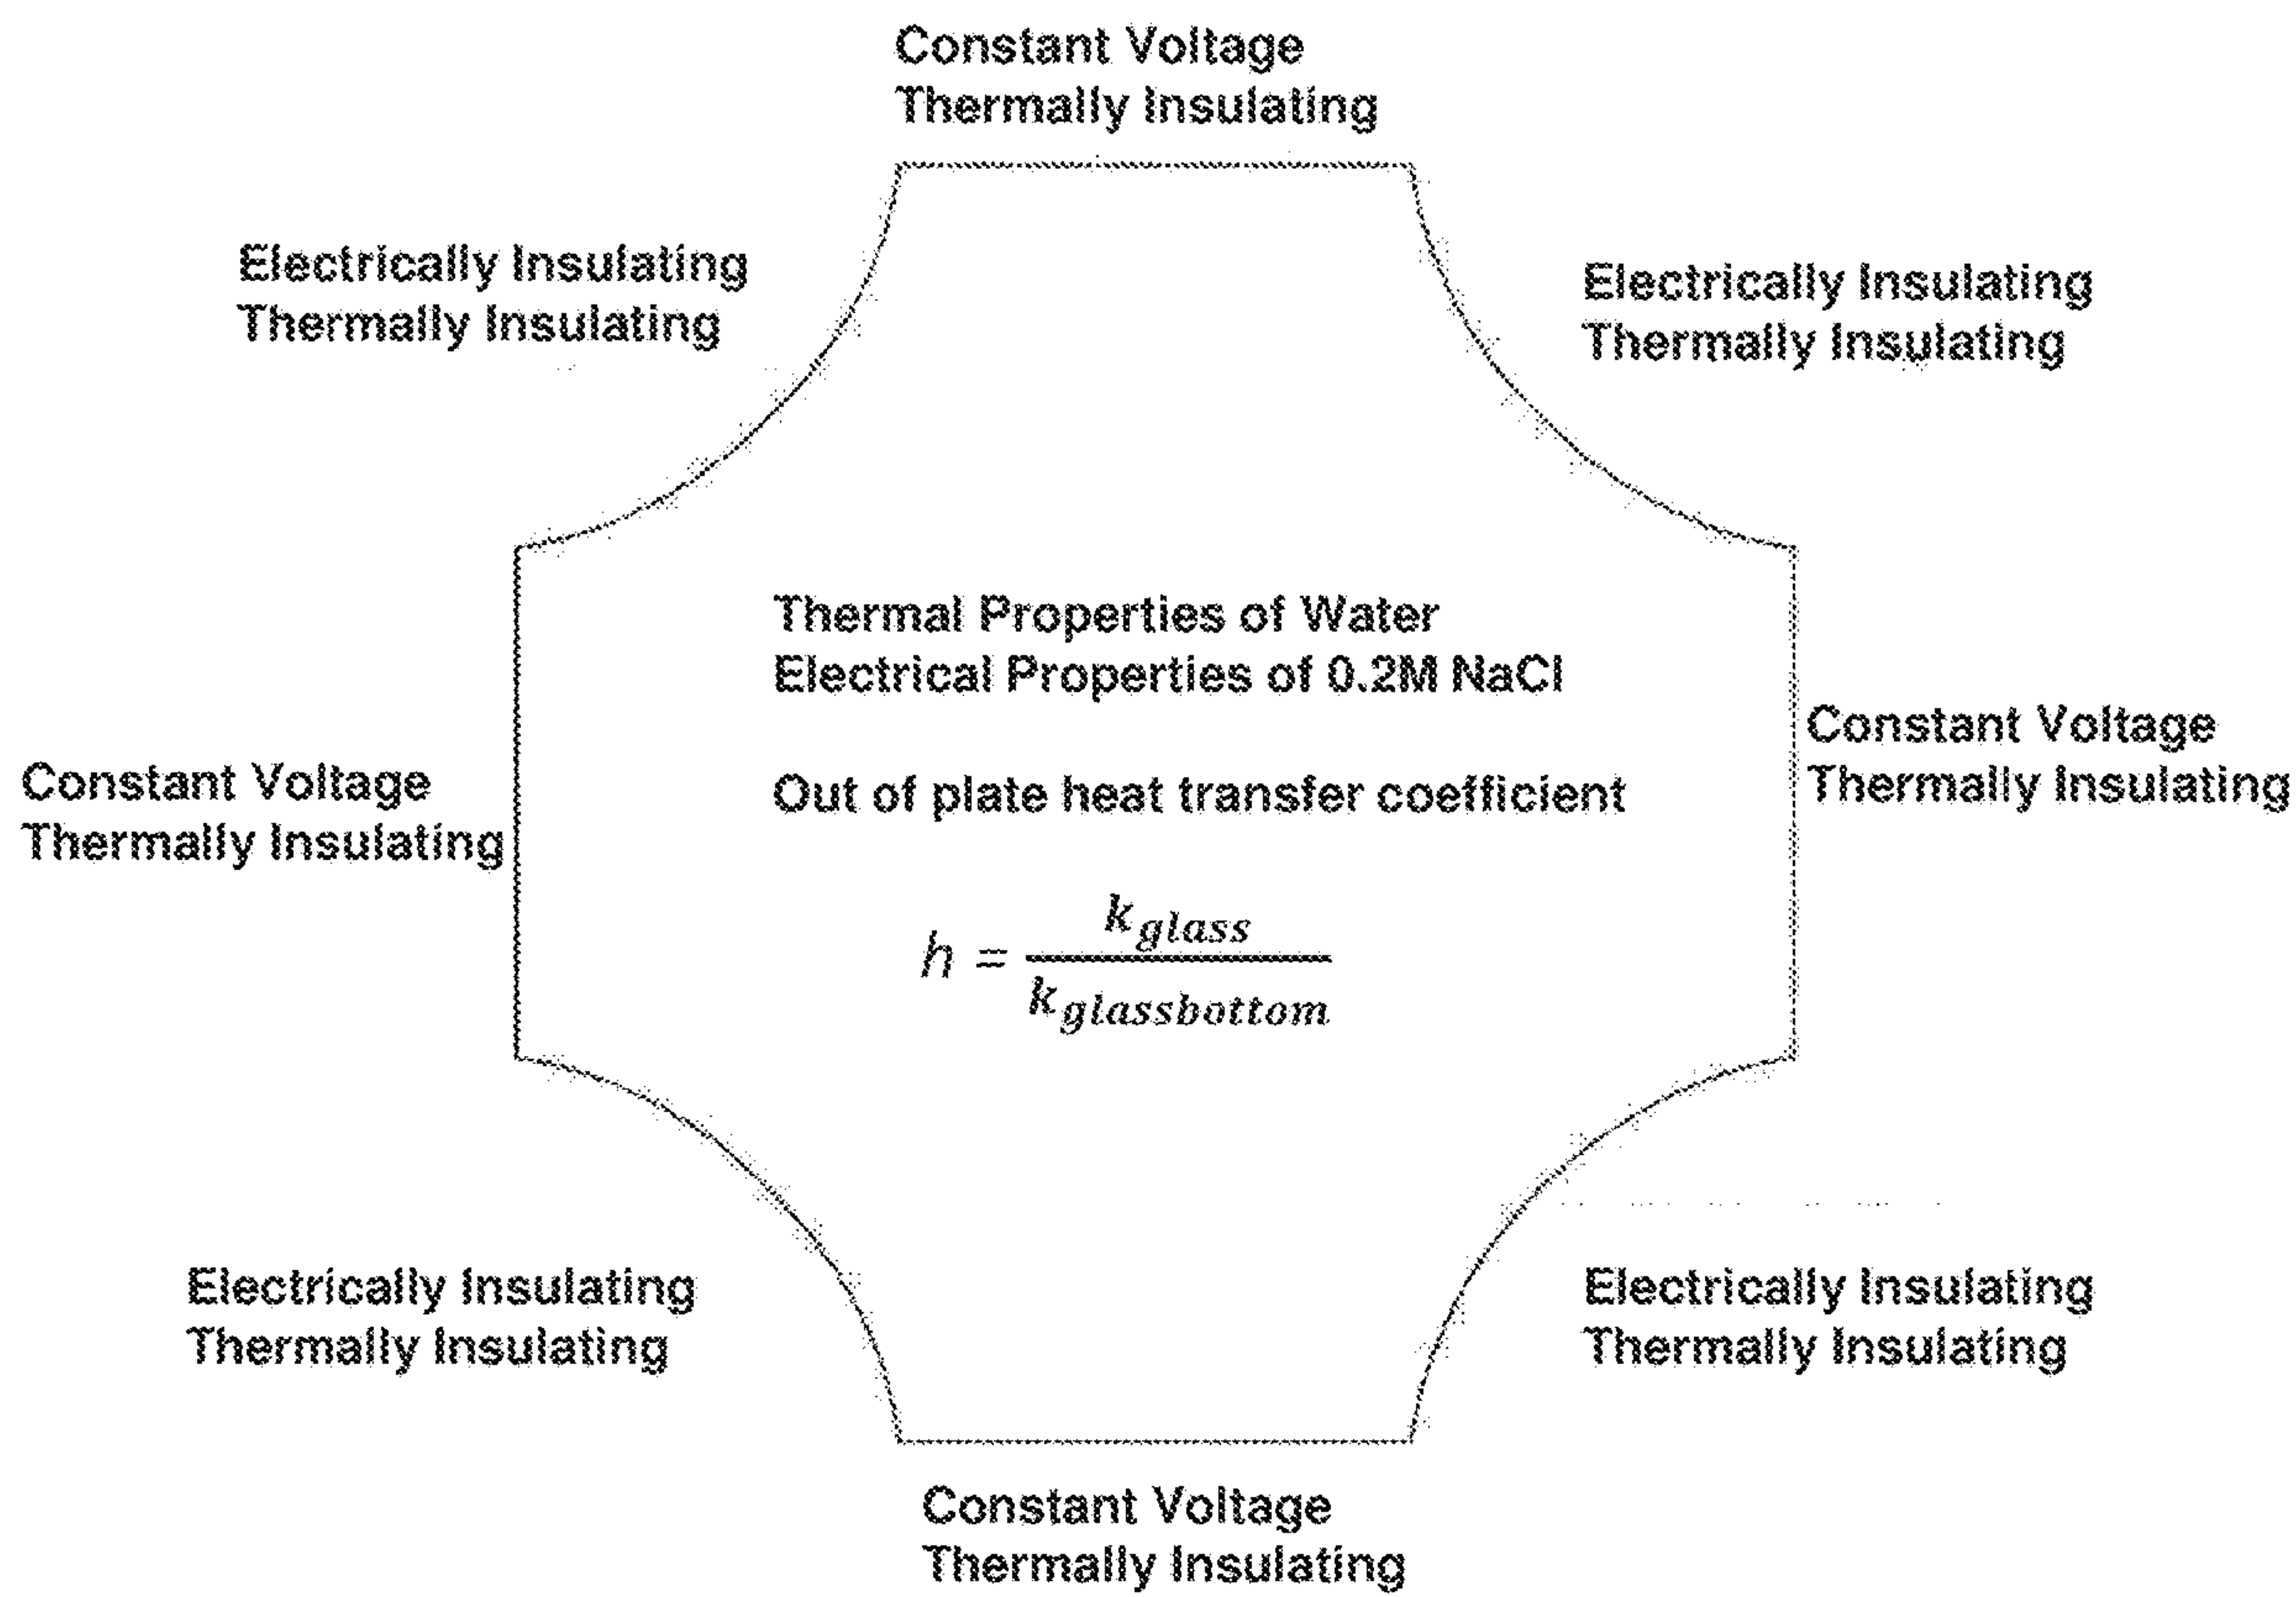 Constant Voltage
Thermally Insulating
Electrically Insulating
Thermally Insulating
Electrically Insulating
Thermally Insulating
Thermal Properties of Water
Electrical Properties of 0.2M NaCl
Constant Voltage
Thermally Insulating
Constant Voltage
Thermally Insulating
Out of plate heat transfer coefficient
h = k_glass / k_glassbottom
Electrically Insulating
Thermally Insulating
Electrically Insulating
Thermally Insulating
Constant Voltage
Thermally Insulating